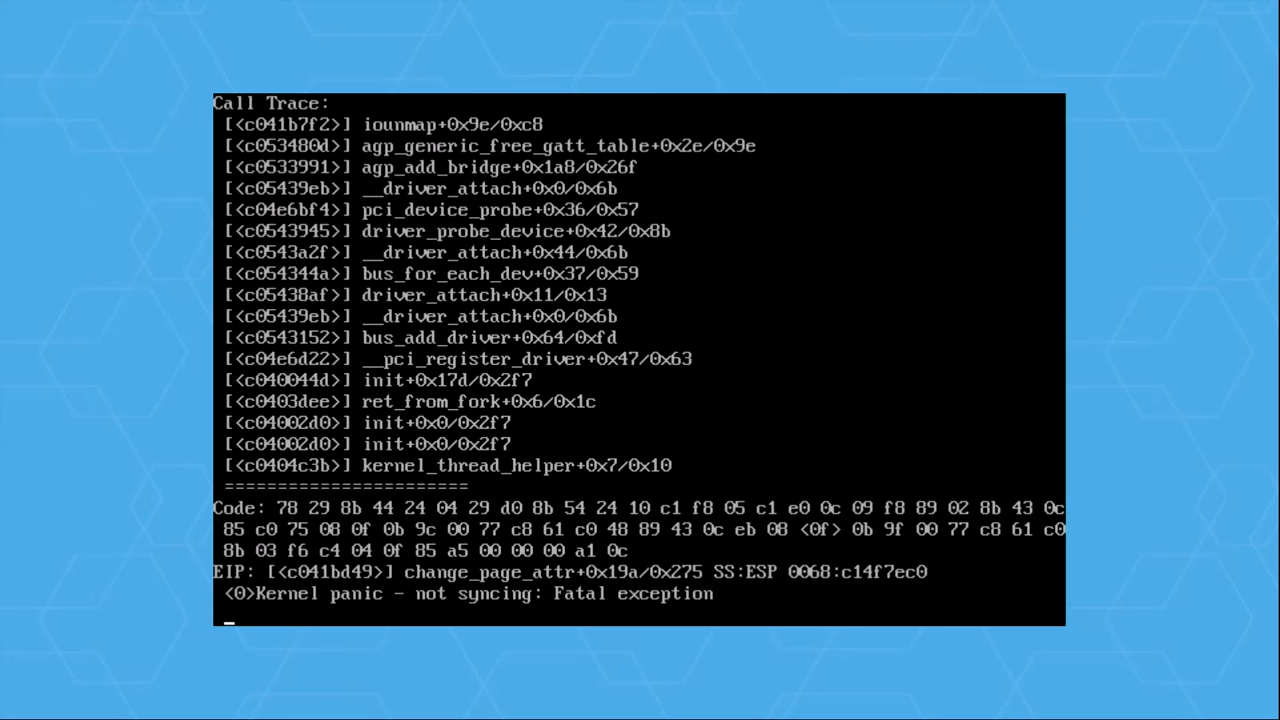 Call Trace:
[<c041b7f2>] iounmap+0x9e/0xc8
[<c053480d>] agp_generic_free_gatt_table+0x2e/0x9e
[<c0533991>] agp_add_bridge+0x1a8/0x26f
[<c05439eb>] __driver_attach+0x0/0x6b
[<c04e6bf4>] pci_device_probe+0x36/0x57
[<c0543945>] driver_probe_device+0x42/0x8b
[<c0543a2f>] __driver_attach+0x44/0x6b
[<c054344a>] bus_for_each_dev+0x37/0x59
[<c05438af>] driver_attach+0x11/0x13
[<c05439eb>] __driver_attach+0x0/0x6b
[<c0543152>] bus_add_driver+0x64/0xfd
[<c04e6d22>] __pci_register_driver+0x47/0x63
[<c040044d>] init+0x17d/0x2f7
[<c0403dee>] ret_from_fork+0x6/0x1c
[<c04002d0>] init+0x0/0x2f7
[<c04002d0>] init+0x0/0x2f7
[<c0404c3b>] kernel_thread_helper+0x7/0x10
=======================
Code: 78 29 8b 44 24 04 29 d0 8b 54 24 10 c1 f8 05 c1 e0 0c 09 f8 89 02 8b 43 0c
85 c0 75 08 0f 0b 9c 00 77 c8 61 c0 48 89 43 0c eb 08 <0f> 0b 9f 00 77 c8 61 c0
8b 03 f6 c4 04 0f 85 a5 00 00 00 a1 0c
EIP: [<c041bd49>] change_page_attr+0x19a/0x275 SS:ESP 0068:c14f7ec0
<0>Kernel panic - not syncing: Fatal exception